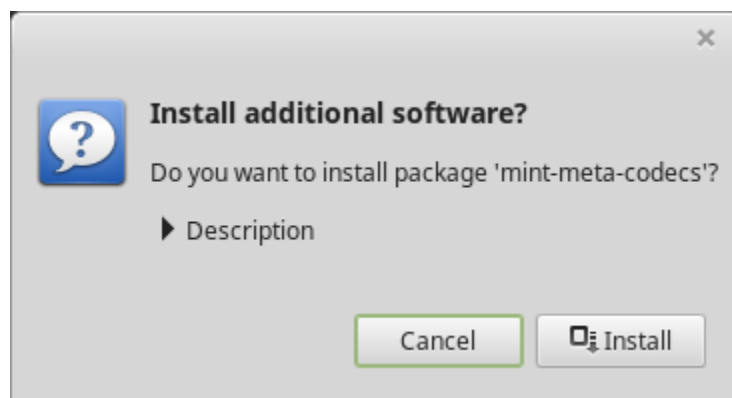 Install additional software?
Do you want to install package 'mint-meta-codecs'?
Description
Cancel
Install